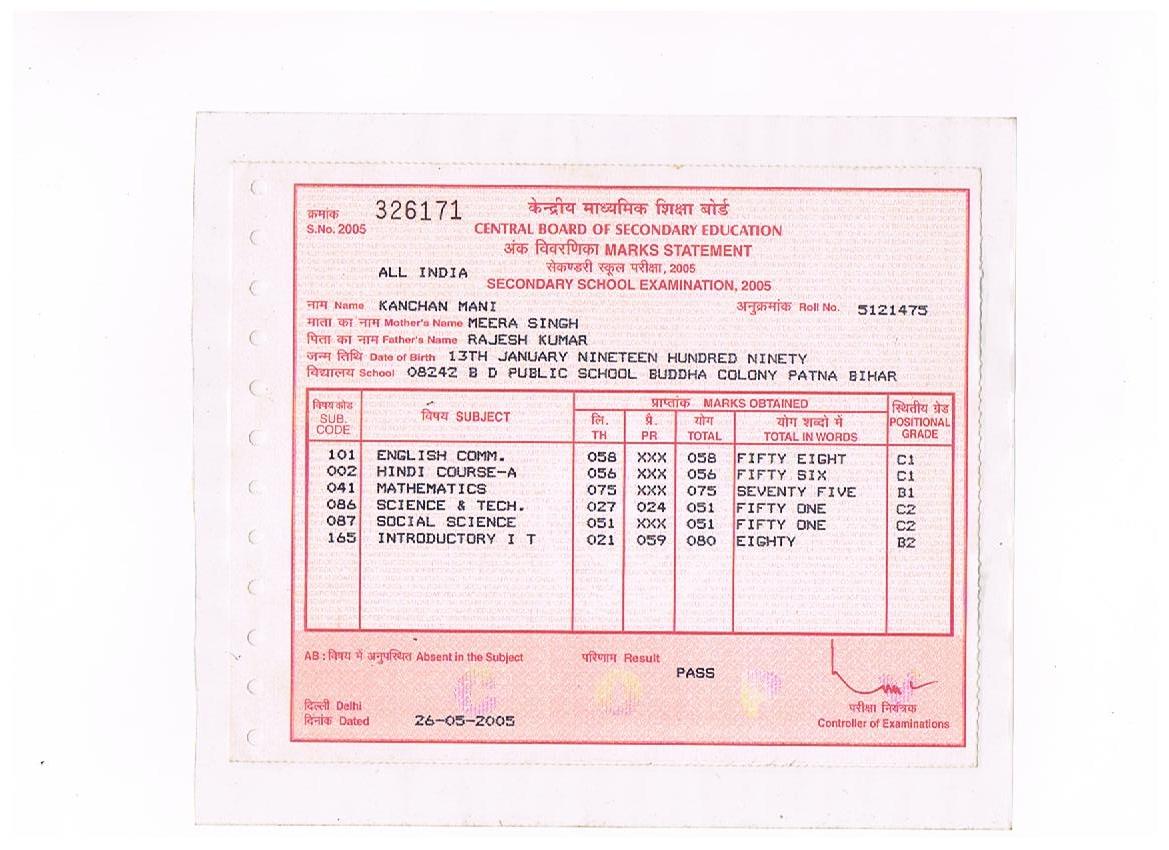 क्रमांक 326171 केन्द्रीय माध्यमिक शिक्षा बोर्ड
S.No. 2005 CENTRAL BOARD OF SECONDARY EDUCATION
अंक विवरणिका MARKS STATEMENT
ALL INDIA सेकण्डरी स्कूल परीक्षा, 2005
SECONDARY SCHOOL EXAMINATION, 2005
नाम Name KANCHAN MANI अनुक्रमांक Roll No. 5121475
माता का नाम Mother's Name MEERA SINGH
पिता का नाम Father's Name RAJESH KUMAR
जन्म तिथि Date of Birth 13TH JANUARY NINETEEN HUNDRED NINETY
विद्यालय School 08242 B D PUBLIC SCHOOL BUDDHA COLONY PATNA BIHAR
विषय कोड SUB. CODE विषय SUBJECT प्राप्तांक MARKS OBTAINED स्थितीय ग्रेड POSITIONAL GRADE
लि. प्रै. योग योग शब्दो में
TH PR TOTAL TOTAL IN WORDS
101 ENGLISH COMM. 058 XXX 058 FIFTY EIGHT C1
002 HINDI COURSE-A 056 XXX 056 FIFTY SIX C1
041 MATHEMATICS 075 XXX 075 SEVENTY FIVE B1
086 SCIENCE & TECH. 027 024 051 FIFTY ONE C2
087 SOCIAL SCIENCE 051 XXX 051 FIFTY ONE C2
165 INTRODUCTORY I T 021 059 080 EIGHTY B2
AB : विषय में अनुपस्थित Absent in the Subject परिणाम Result
PASS
दिल्ली Delhi परीक्षा नियंत्रक
दिनांक Dated 26-05-2005 Controller of Examinations